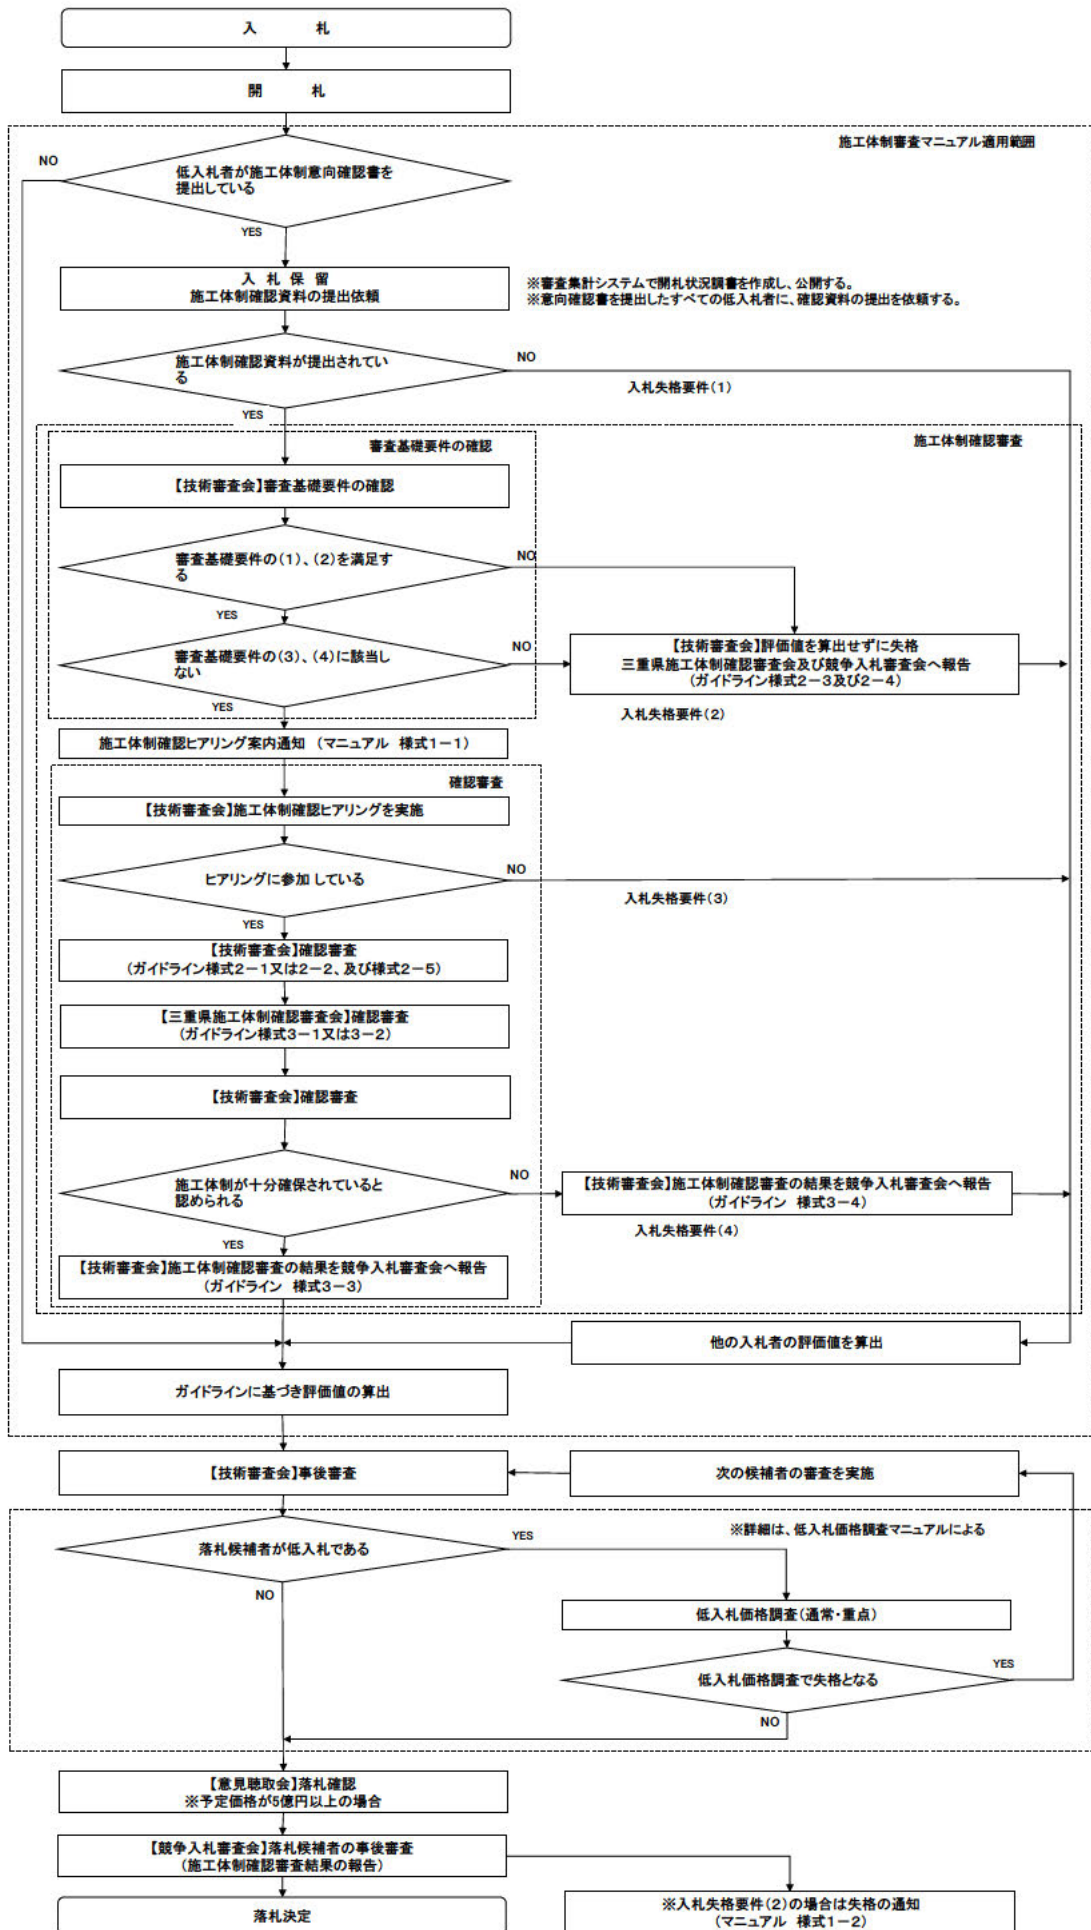 入　　札
開　　札
施工体制審査マニュアル適用範囲
NO
低入札者が施工体制意向確認書を
提出している
YES
入　札　保　留
施工体制確認資料の提出依頼
※審査集計システムで開札状況調書を作成し、公開する。
※意向確認書を提出したすべての低入札者に、確認資料の提出を依頼する。
施工体制確認資料が提出されてい
る
NO
入札失格要件(1)
YES
審査基礎要件の確認
施工体制確認審査
【技術審査会】審査基礎要件の確認
審査基礎要件の(1)、(2)を満足す
る
NO
YES
審査基礎要件の(3)、(4)に該当し
ない
NO
【技術審査会】評価値を算出せずに失格
三重県施工体制確認審査会及び競争入札審査会へ報告
(ガイドライン様式2－3及び2－4)
YES
入札失格要件(2)
施工体制確認ヒアリング案内通知　(マニュアル　様式1－1)
確認審査
【技術審査会】施工体制確認ヒアリングを実施
ヒアリングに参加 している
NO
入札失格要件(3)
YES
【技術審査会】確認審査
(ガイドライン様式2－1又は2－2、及び様式2－5)
【三重県施工体制確認審査会】確認審査
(ガイドライン様式3－1又は3－2)
【技術審査会】確認審査
施工体制が十分確保されていると
認められる
NO
【技術審査会】施工体制確認審査の結果を競争入札審査会へ報告
(ガイドライン　様式3－4)
入札失格要件(4)
YES
【技術審査会】施工体制確認審査の結果を競争入札審査会へ報告
(ガイドライン　様式3－3)
他の入札者の評価値を算出
ガイドラインに基づき評価値の算出
【技術審査会】事後審査
次の候補者の審査を実施
落札候補者が低入札である
YES
※詳細は、低入札価格調査マニュアルによる
NO
低入札価格調査(通常・重点)
低入札価格調査で失格となる
YES
NO
【意見聴取会】落札確認
※予定価格が5億円以上の場合
【競争入札審査会】落札候補者の事後審査
(施工体制確認審査結果の報告)
落札決定
※入札失格要件(2)の場合は失格の通知
(マニュアル　様式1－2)